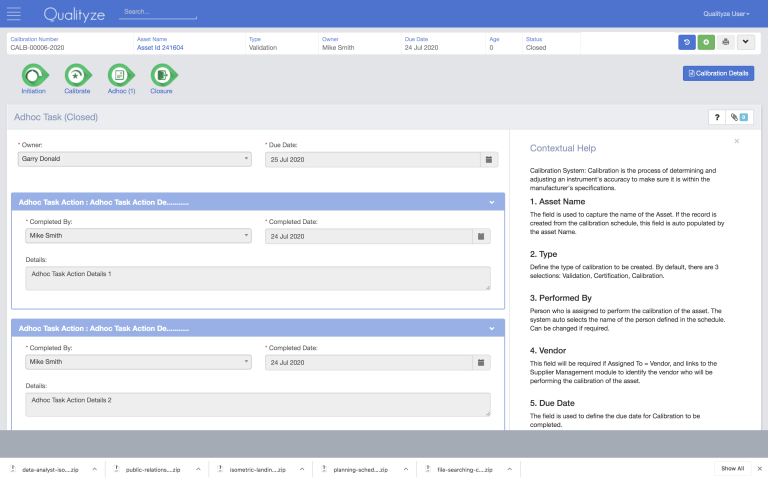 Qualityze
Search...
Qualityze User
Calibration Number
CALB-00006-2020
Asset Name
Asset Id 241604
Type
Validation
Owner
Mike Smith
Due Date
24 Jul 2020
Age
0
Status
Closed
Initiation
Calibrate
Adhoc (1)
Closure
Calibration Details
Adhoc Task (Closed)
?
0
* Owner:
Garry Donald
* Due Date:
25 Jul 2020
Adhoc Task Action : Adhoc Task Action De...........
* Completed By:
Mike Smith
* Completed Date:
24 Jul 2020
Details:
Adhoc Task Action Details 1
Adhoc Task Action : Adhoc Task Action De...........
* Completed By:
Mike Smith
* Completed Date:
24 Jul 2020
Details:
Adhoc Task Action Details 2
Contextual Help
Calibration System: Calibration is the process of determining and
adjusting an instrument's accuracy to make sure it is within the
manufacturer's specifications.
1. Asset Name
The field is used to capture the name of the Asset. If the record is
created from the calibration schedule, this field is auto populated by
the asset Name.
2. Type
Define the type of calibration to be created. By default, there are 3
selections: Validation, Certification, Calibration.
3. Performed By
Person who is assigned to perform the calibration of the asset. The
system auto selects the name of the person defined in the schedule.
Can be changed if required.
4. Vendor
This field will be required if Assigned To = Vendor, and links to the
Supplier Management module to identify the vendor who will be
performing the calibration of the asset.
5. Due Date
The field is used to define the due date for Calibration to be
completed.
data-analyst-iso....zip
public-relations....zip
isometric-landin....zip
planning-sched....zip
file-searching-c....zip
Show All